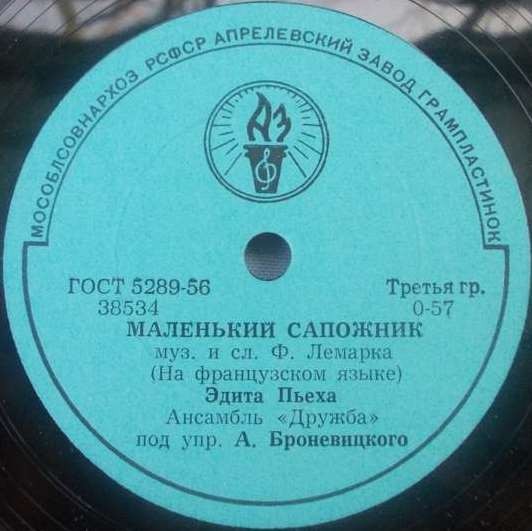 МОСОБЛСОВНАРХОЗ РСФСР АПРЕЛЕВСКИЙ ЗАВОД ГРАМПЛАСТИНОК
АЗ
ГОСТ 5289-56
38534
Третья гр.
0-57
МАЛЕНЬКИЙ САПОЖНИК
муз. и сл. Ф. Лемарка
(На французском языке)
Эдита Пьеха
Ансамбль «Дружба»
под упр. А. Броневицкого